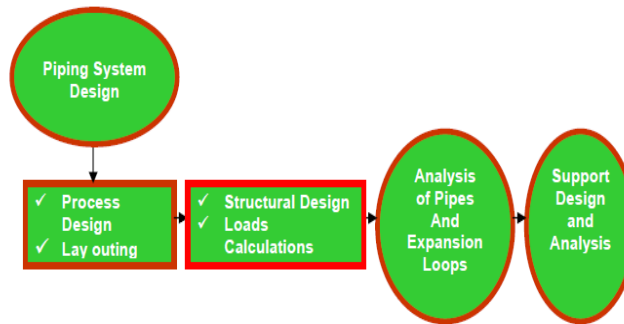 Piping System
Design
✓ Process
Design
✓ Lay outing
✓ Structural Design
✓ Loads
Calculations
Analysis
of Pipes
And
Expansion
Loops
Support
Design
and
Analysis